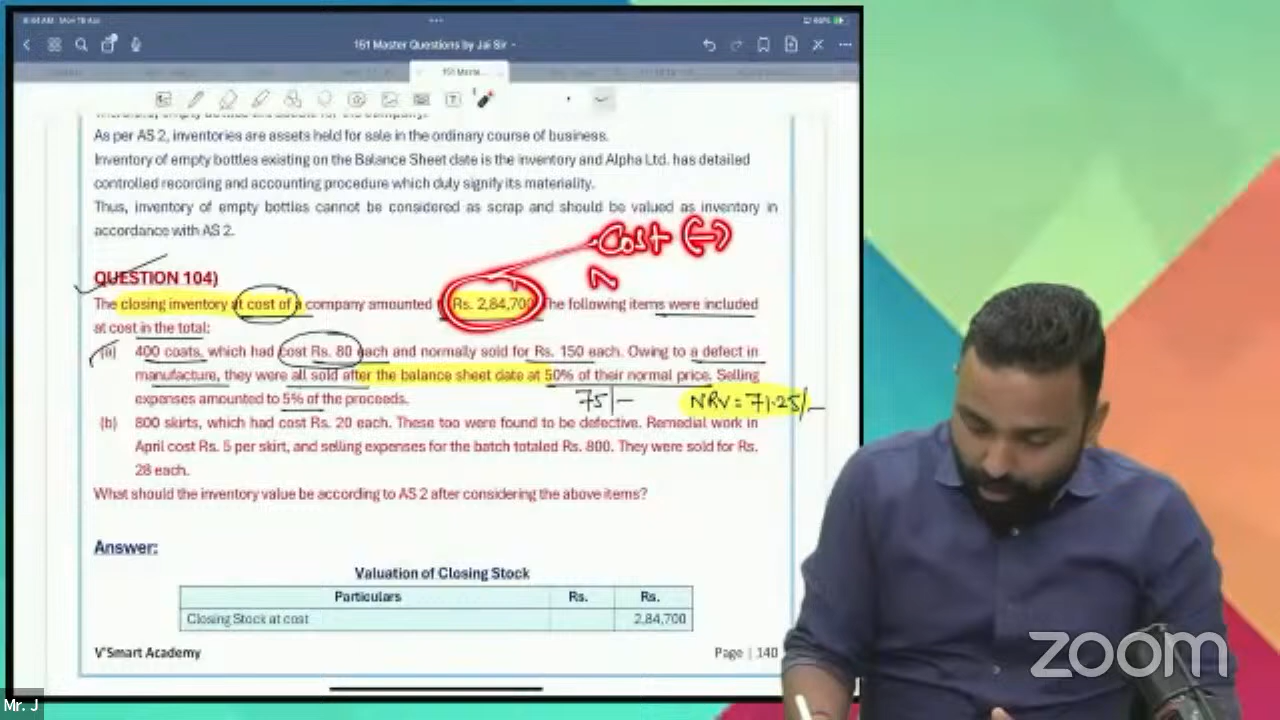 151 Master Questions by Jai Sir
151 Maste...
As per AS 2, inventories are assets held for sale in the ordinary course of business.
Inventory of empty bottles existing on the Balance Sheet date is the inventory and Alpha Ltd. has detailed
controlled recording and accounting procedure which duly signify its materiality.
Thus, inventory of empty bottles cannot be considered as scrap and should be valued as inventory in
accordance with AS 2.
Cost (-)
QUESTION 104)
The closing inventory at cost of a company amounted Rs. 2,84,700 The following items were included
at cost in the total:
(a) 400 coats, which had cost Rs. 80 each and normally sold for Rs. 150 each. Owing to a defect in
manufacture, they were all sold after the balance sheet date at 50% of their normal price. Selling
expenses amounted to 5% of the proceeds.
75/- NRV = 71.25/-
(b) 800 skirts, which had cost Rs. 20 each. These too were found to be defective. Remedial work in
April cost Rs. 5 per skirt, and selling expenses for the batch totaled Rs. 800. They were sold for Rs.
28 each.
What should the inventory value be according to AS 2 after considering the above items?
Answer:
Valuation of Closing Stock
Particulars Rs. Rs.
Closing Stock at cost 2,84,700
V'Smart Academy Page | 140
zoom
Mr. J